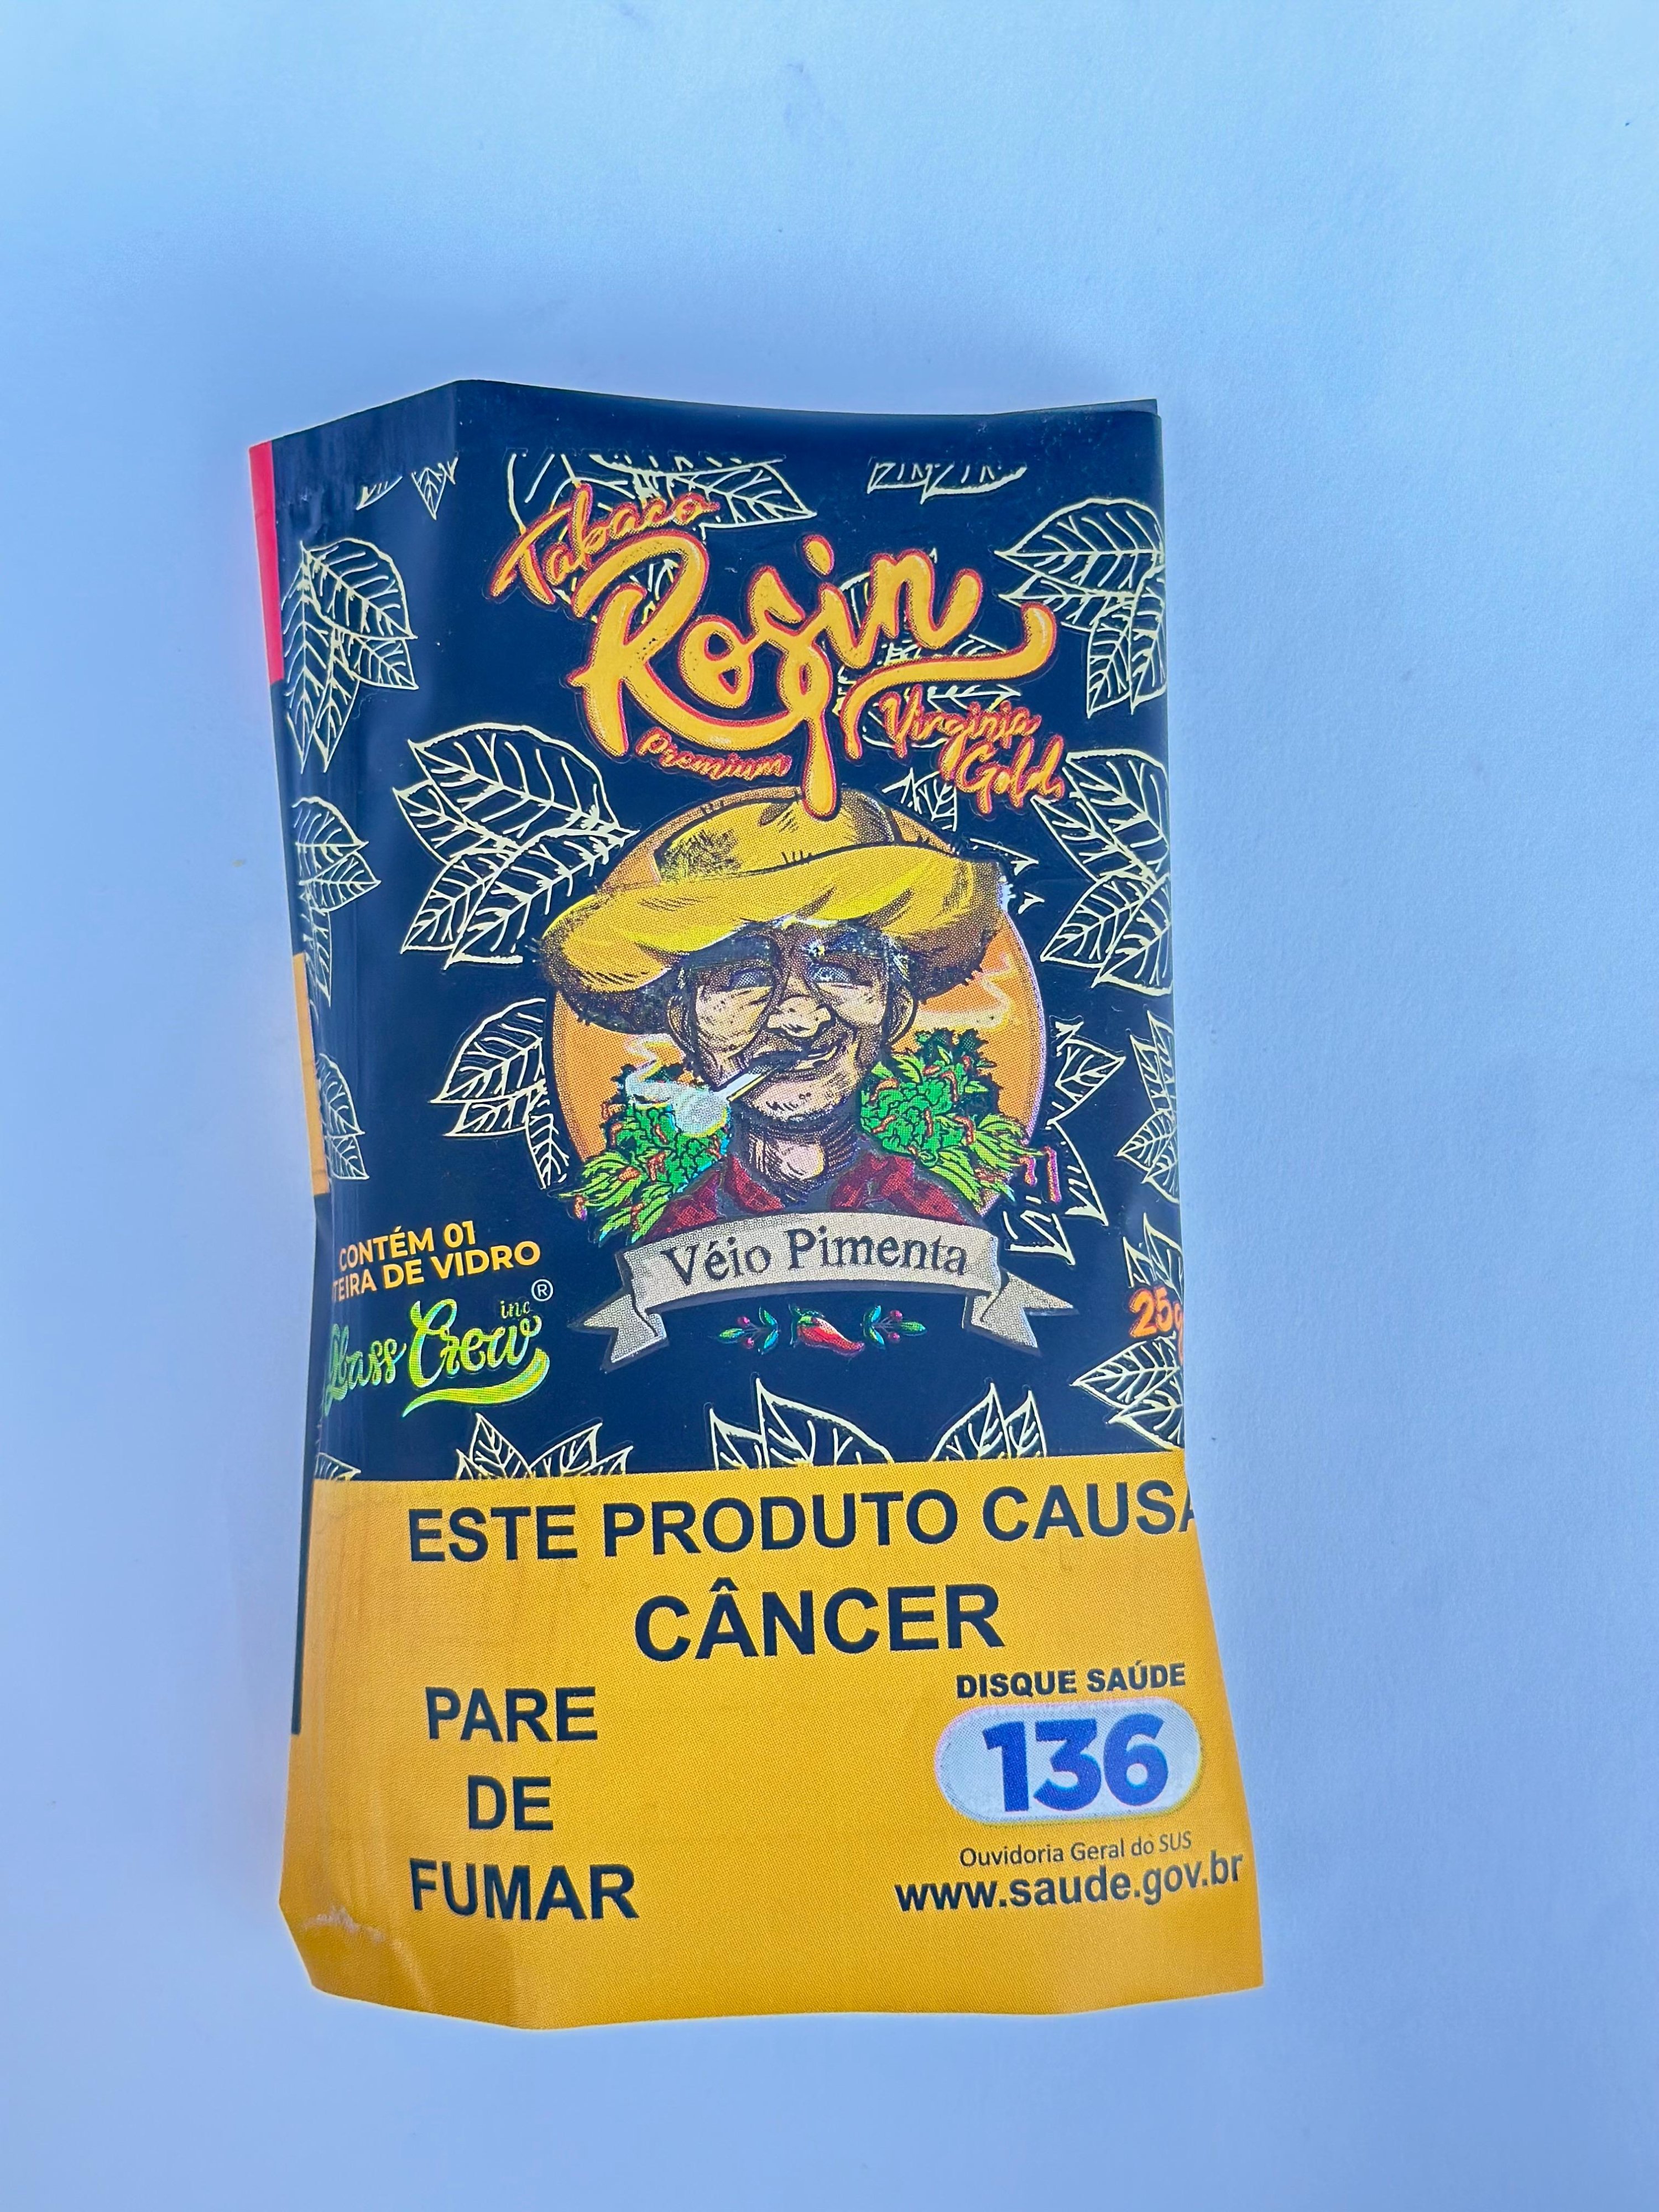 Tabaco
Rosin
Premium
Virginia
Gold
Véio Pimenta
CONTÉM 01
TEIRA DE VIDRO
Glass Crew inc ®
25g
ESTE PRODUTO CAUSA
CÂNCER
PARE
DE
FUMAR
DISQUE SAÚDE
136
Ouvidoria Geral do SUS
www.saude.gov.br